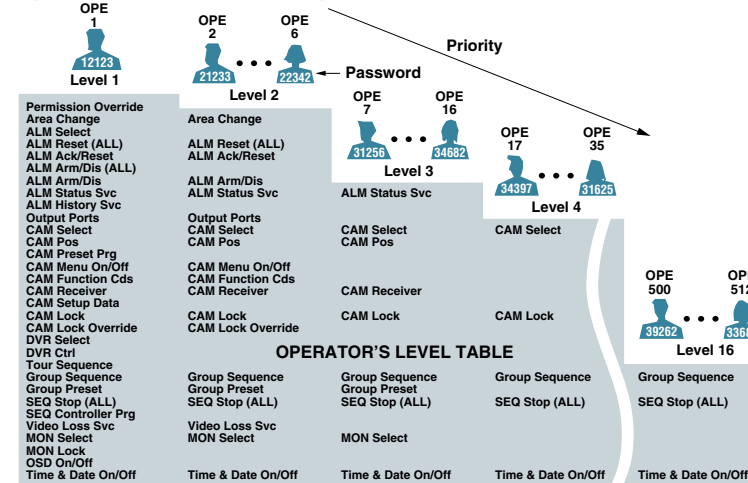 OPE
1
12123
Level 1
OPE
2
21233
OPE
6
22342
Level 2
Password
Priority
OPE
7
31256
OPE
16
34682
Level 3
OPE
17
34397
OPE
35
31625
Level 4
OPE
500
39262
Level 16
Permission Override
Area Change Area Change
ALM Select
ALM Reset (ALL) ALM Reset (ALL)
ALM Ack/Reset ALM Ack/Reset
ALM Arm/Dis (ALL)
ALM Arm/Dis ALM Arm/Dis
ALM Status Svc ALM Status Svc ALM Status Svc
ALM History Svc
Output Ports Output Ports
CAM Select CAM Select CAM Select CAM Select
CAM Pos CAM Pos CAM Pos
CAM Preset Prg
CAM Menu On/Off CAM Menu On/Off
CAM Function Cds CAM Function Cds
CAM Receiver CAM Receiver CAM Receiver
CAM Setup Data
CAM Lock CAM Lock CAM Lock CAM Lock
CAM Lock Override CAM Lock Override
DVR Select
DVR Ctrl
OPERATOR'S LEVEL TABLE
Tour Sequence
Group Sequence Group Sequence Group Sequence Group Sequence Group Sequence
Group Preset Group Preset Group Preset
SEQ Stop (ALL) SEQ Stop (ALL) SEQ Stop (ALL) SEQ Stop (ALL) SEQ Stop (ALL)
SEQ Controller Prg
Video Loss Svc Video Loss Svc
MON Select MON Select MON Select
MON Lock
OSD On/Off
Time & Date On/Off Time & Date On/Off Time & Date On/Off Time & Date On/Off Time & Date On/Off